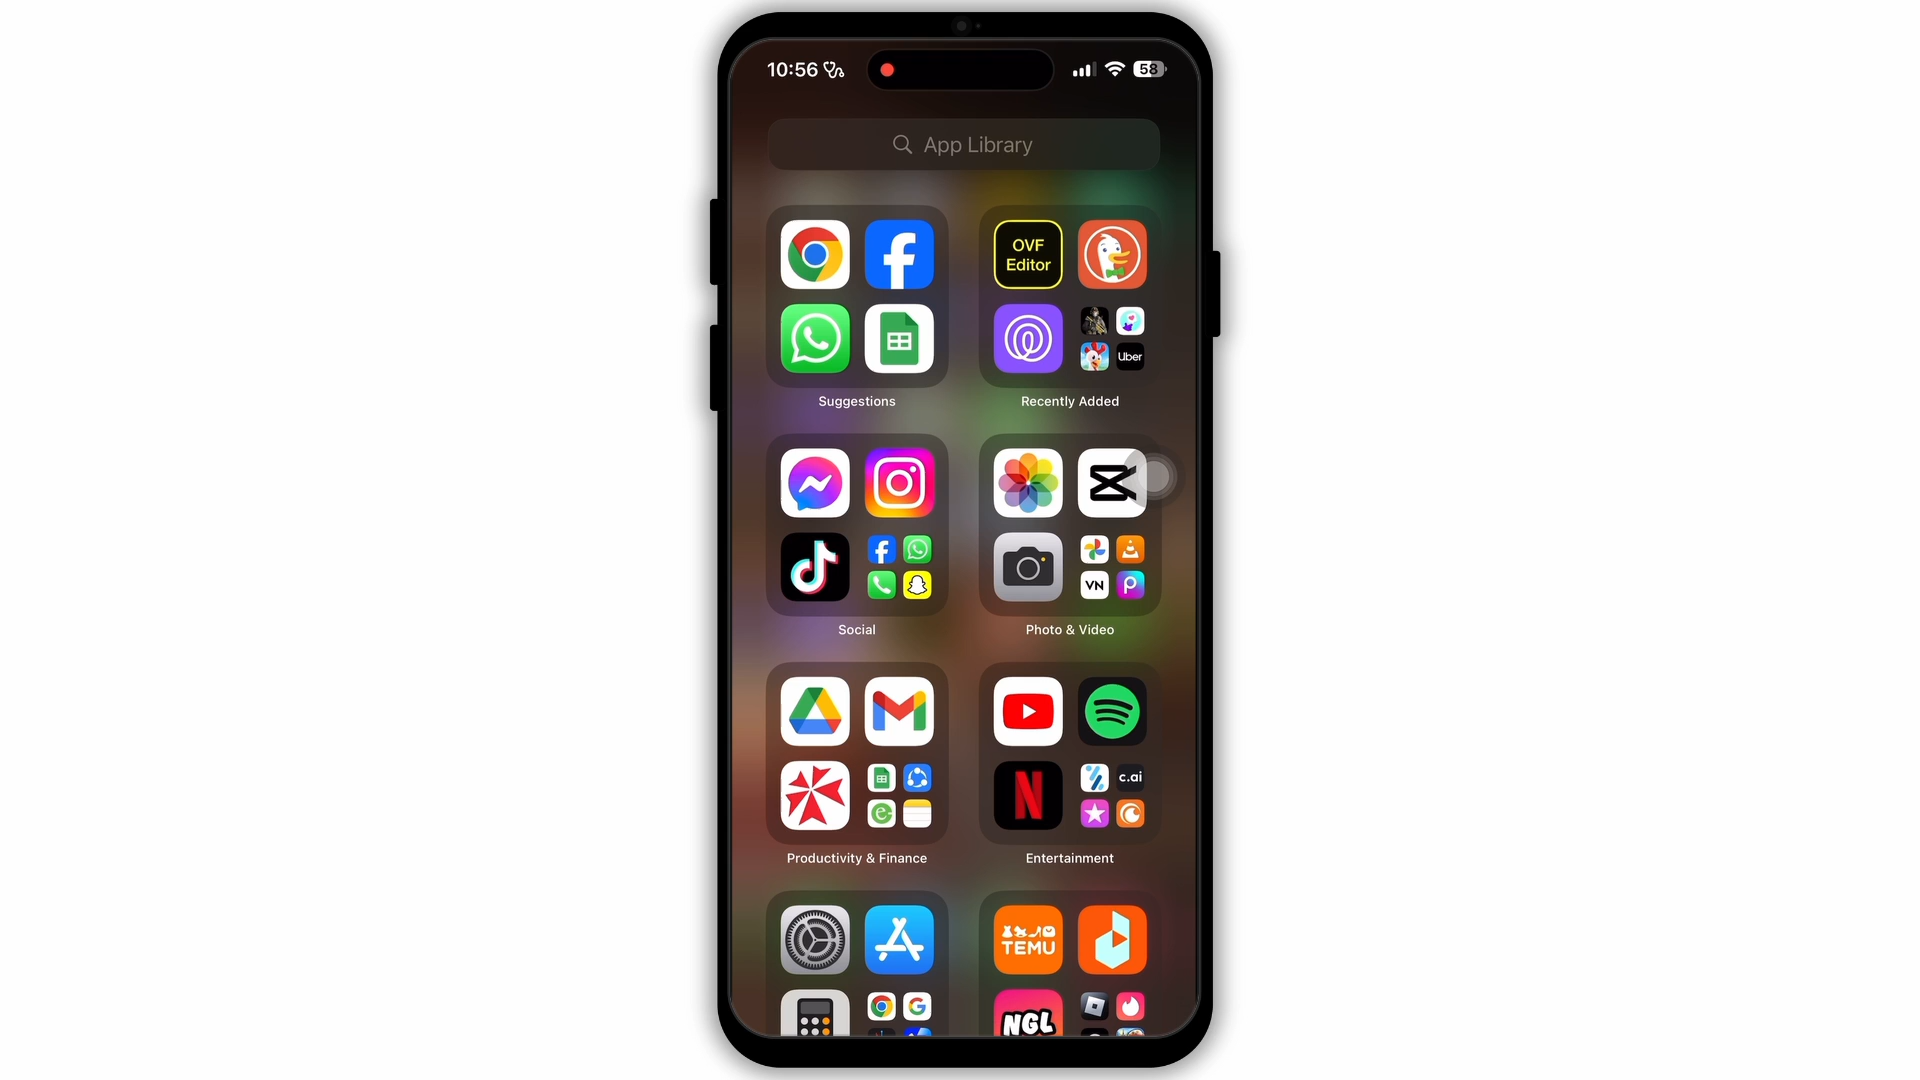 10:56
58
App Library
OVF
Editor
Uber
Suggestions
Recently Added
VN
Social
Photo & Video
c.ai
Productivity & Finance
Entertainment
TEMU
NGL